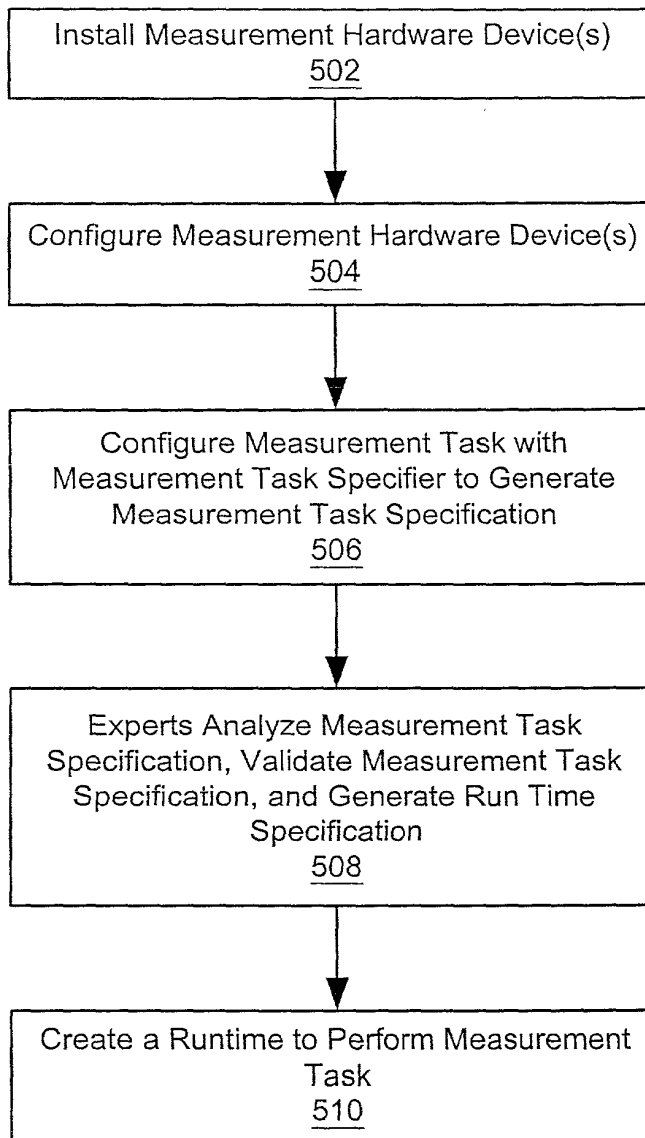 Install Measurement Hardware Device(s)
502
Configure Measurement Hardware Device(s)
504
Configure Measurement Task with
Measurement Task Specifier to Generate
Measurement Task Specification
506
Experts Analyze Measurement Task
Specification, Validate Measurement Task
Specification, and Generate Run Time
Specification
508
Create a Runtime to Perform Measurement
Task
510